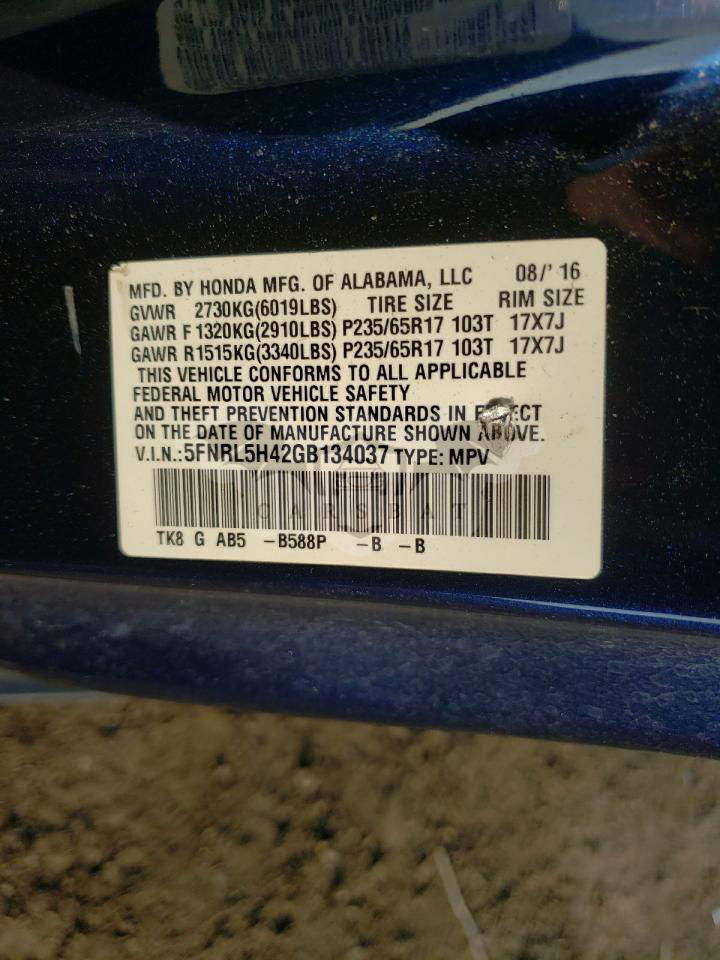 MFD. BY HONDA MFG. OF ALABAMA, LLC 08/' 16
GVWR 2730KG(6019LBS) TIRE SIZE RIM SIZE
GAWR F1320KG(2910LBS) P235/65R17 103T 17X7J
GAWR R1515KG(3340LBS) P235/65R17 103T 17X7J
THIS VEHICLE CONFORMS TO ALL APPLICABLE
FEDERAL MOTOR VEHICLE SAFETY
AND THEFT PREVENTION STANDARDS IN EFFECT
ON THE DATE OF MANUFACTURE SHOWN ABOVE.
V.I.N.:5FNRL5H42GB134037 TYPE: MPV
CARSBAT
TK8 G AB5 -B588P -B -B